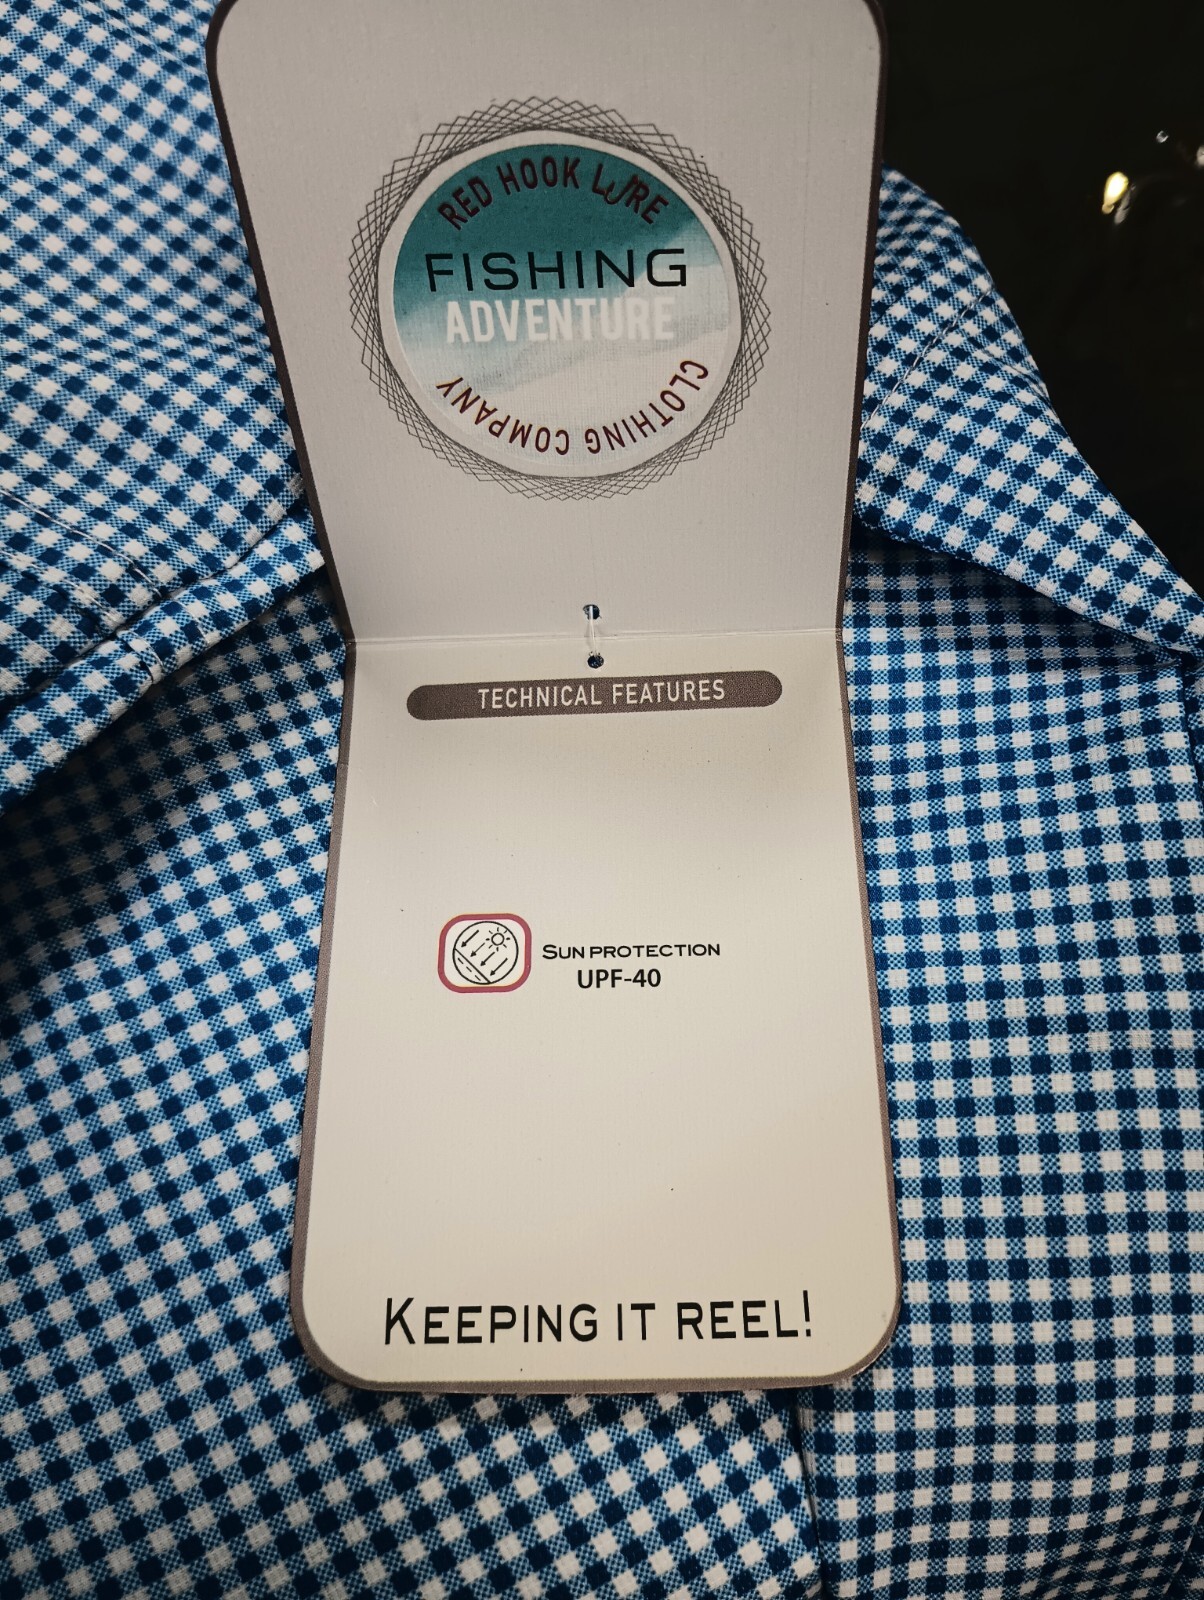 RED HOOK LURE
FISHING
ADVENTURE
CLOTHING COMPANY
TECHNICAL FEATURES
SUN PROTECTION
UPF-40
KEEPING IT REEL!